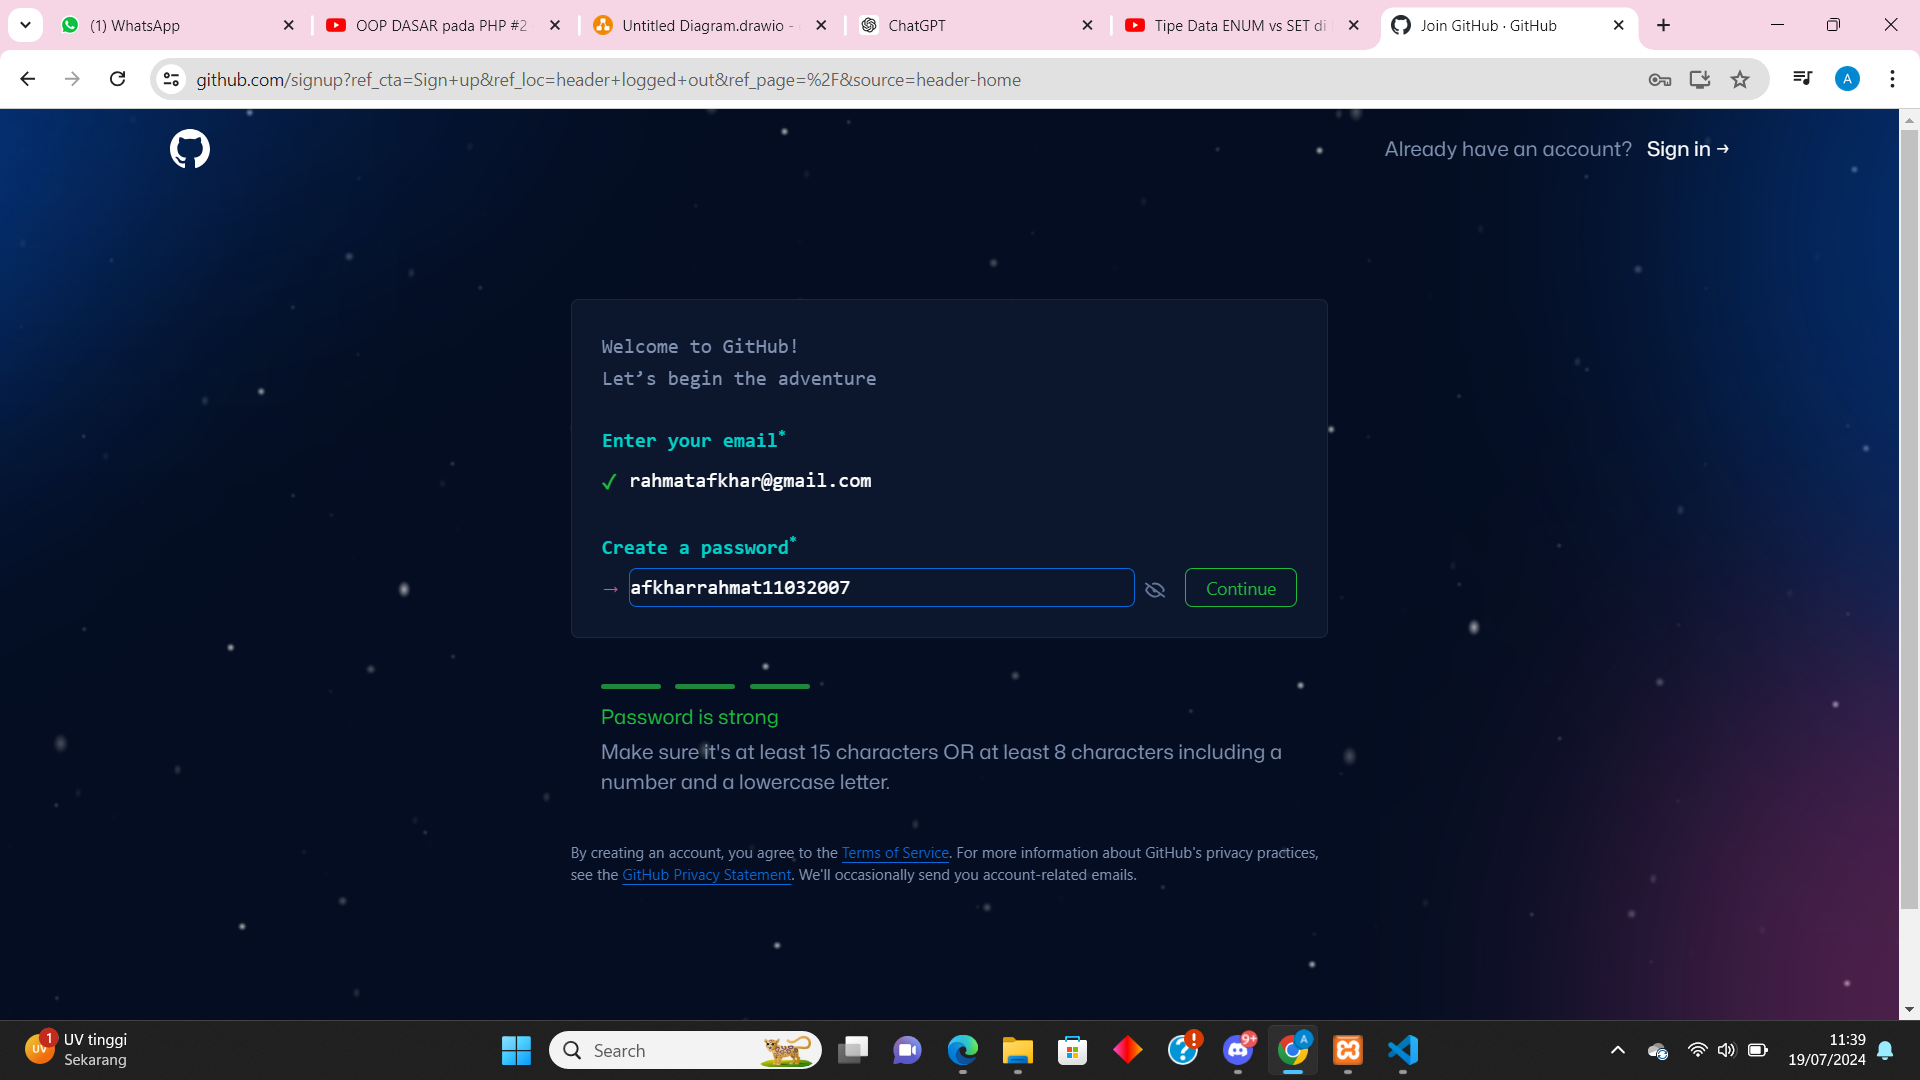 (1) WhatsApp
OOP DASAR pada PHP #2
Untitled Diagram.drawio -
ChatGPT
Tipe Data ENUM vs SET di
Join GitHub · GitHub
github.com/signup?ref_cta=Sign+up&ref_loc=header+logged+out&ref_page=%2F&source=header-home
A
Already have an account? Sign in →
Welcome to GitHub!
Let’s begin the adventure
Enter your email*
✓ rahmatafkhar@gmail.com
Create a password*
→ afkharrahmat11032007
Continue
Password is strong
Make sure it's at least 15 characters OR at least 8 characters including a
number and a lowercase letter.
By creating an account, you agree to the Terms of Service. For more information about GitHub's privacy practices,
see the GitHub Privacy Statement. We'll occasionally send you account-related emails.
UV
1
UV tinggi
Sekarang
Search
9+
A
11:39
19/07/2024